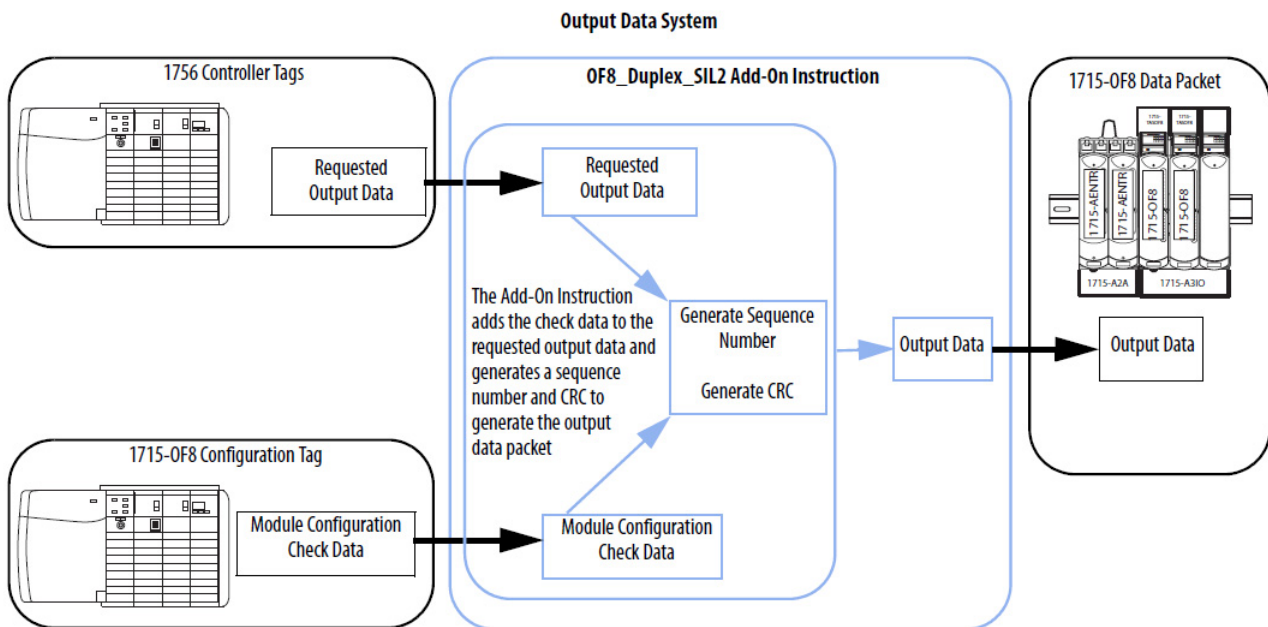 Output Data System
1756 Controller Tags
Requested
Output Data
1715-OF8 Configuration Tag
Module Configuration
Check Data
OF8_Duplex_SIL2 Add-On Instruction
Requested
Output Data
The Add-On Instruction
adds the check data to the
requested output data and
generates a sequence
number and CRC to
generate the output
data packet
Generate Sequence
Number
Generate CRC
Module Configuration
Check Data
Output Data
1715-OF8 Data Packet
1715-AENTR
1715-AENTR
1715-OF8
1715-OF8
1715-A2A
1715-A3IO
Output Data